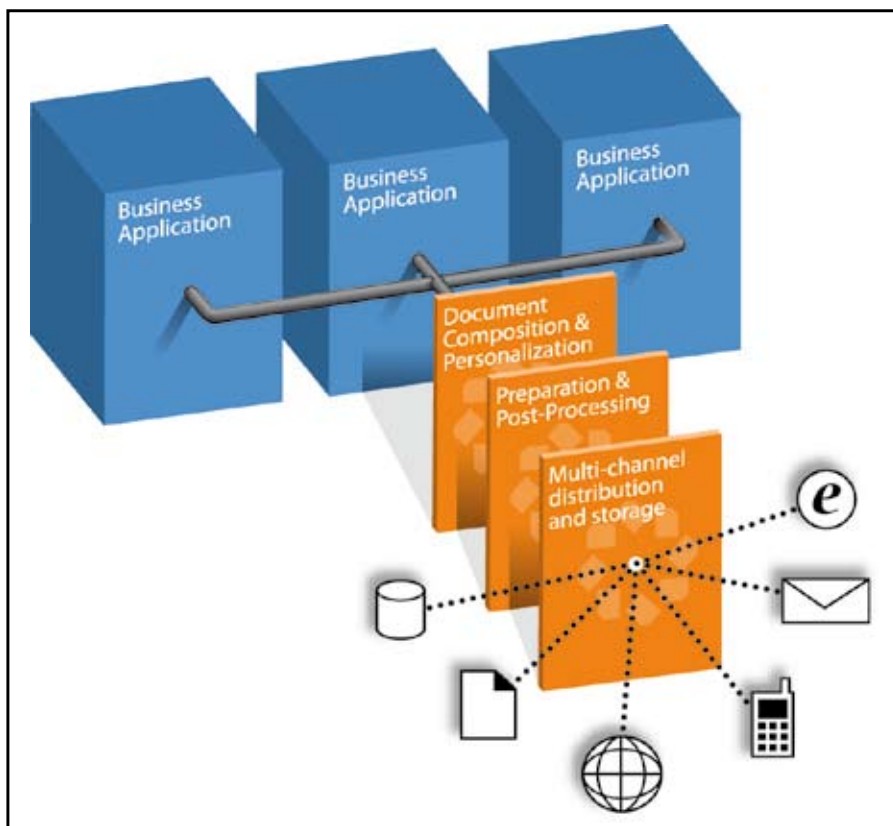 Business
Application
Business
Application
Business
Application
Document
Composition &
Personalization
Preparation &
Post-Processing
Multi-channel
distribution
and storage
e